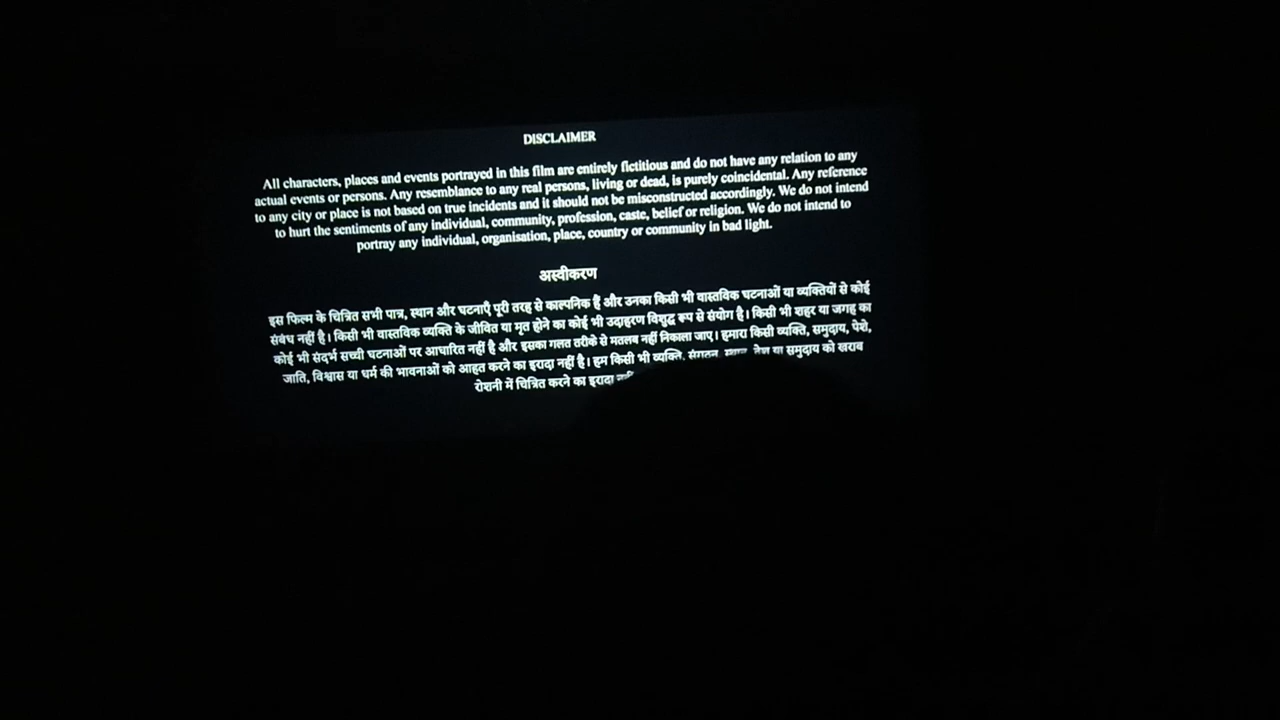 DISCLAIMER
All characters, places and events portrayed in this film are entirely fictitious and do not have any relation to any
actual events or persons. Any resemblance to any real persons, living or dead, is purely coincidental. Any reference
to any city or place is not based on true incidents and it should not be misconstructed accordingly. We do not intend
to hurt the sentiments of any individual, community, profession, caste, belief or religion. We do not intend to
portray any individual, organisation, place, country or community in bad light.
अस्वीकरण
इस फिल्म के चित्रित सभी पात्र, स्थान और घटनाएँ पूरी तरह से काल्पनिक हैं और उनका किसी भी वास्तविक घटनाओं या व्यक्तियों से कोई
संबंध नहीं है। किसी भी वास्तविक व्यक्ति के जीवित या मृत होने का कोई भी उदाहरण विशुद्ध रूप से संयोग है। किसी भी शहर या जगह का
कोई भी संदर्भ सच्ची घटनाओं पर आधारित नहीं है और इसका गलत तरीके से मतलब नहीं निकाला जाए। हमारा किसी व्यक्ति, समुदाय, पेशे,
जाति, विश्वास या धर्म की भावनाओं को आहत करने का इरादा नहीं है। हम किसी भी व्यक्ति, या समुदाय को खराब
रोशनी में चित्रित करने का इरादा